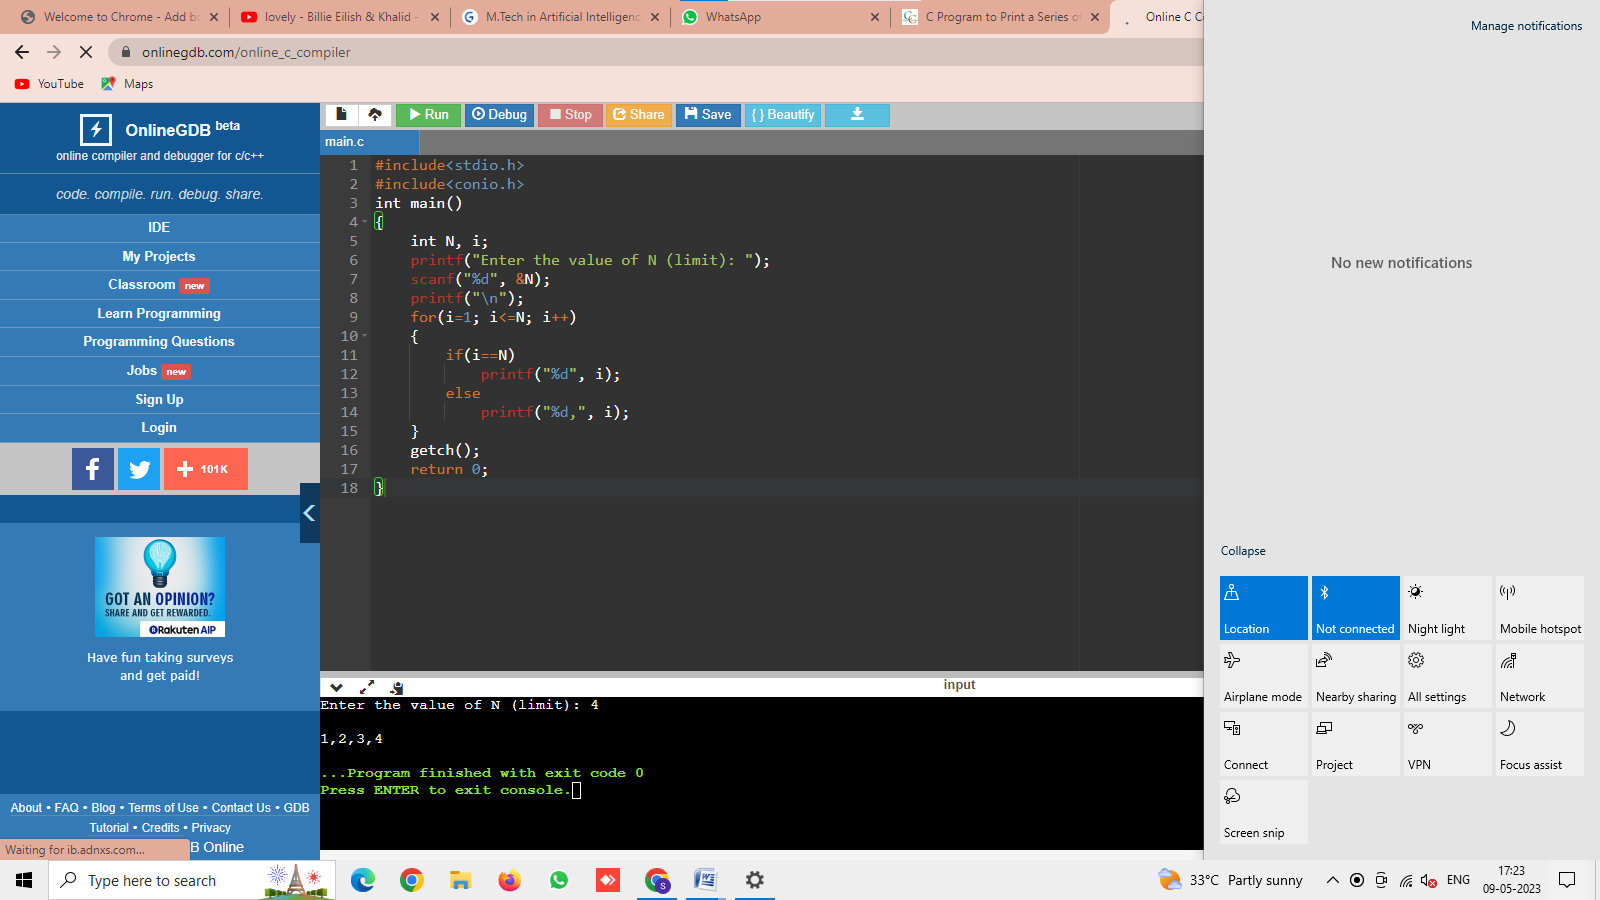 Welcome to Chrome - Add b
lovely - Billie Eilish & Khalid -
M.Tech in Artificial Intelligenc
WhatsApp
C Program to Print a Series o
Online C C
onlinegdb.com/online_c_compiler
YouTube
Maps
OnlineGDB beta
online compiler and debugger for c/c++
code. compile. run. debug. share.
IDE
My Projects
Classroom new
Learn Programming
Programming Questions
Jobs new
Sign Up
Login
f
+ 101K
GOT AN OPINION?
SHARE AND GET REWARDED.
Rakuten AIP
Have fun taking surveys
and get paid!
About • FAQ • Blog • Terms of Use • Contact Us • GDB
Tutorial • Credits • Privacy
B Online
Waiting for ib.adnxs.com...
Run
Debug
Stop
Share
Save
{ } Beautify
main.c
1 #include<stdio.h>
2 #include<conio.h>
3 int main()
4 {
5 int N, i;
6 printf("Enter the value of N (limit): ");
7 scanf("%d", &N);
8 printf("\n");
9 for(i=1; i<=N; i++)
10 {
11 if(i==N)
12 printf("%d", i);
13 else
14 printf("%d,", i);
15 }
16 getch();
17 return 0;
18 }
input
Enter the value of N (limit): 4
1,2,3,4
...Program finished with exit code 0
Press ENTER to exit console.
Manage notifications
No new notifications
Collapse
Location
Not connected
Night light
Mobile hotspot
Airplane mode
Nearby sharing
All settings
Network
Connect
Project
VPN
Focus assist
Screen snip
Type here to search
S
33°C Partly sunny
ENG
17:23
09-05-2023